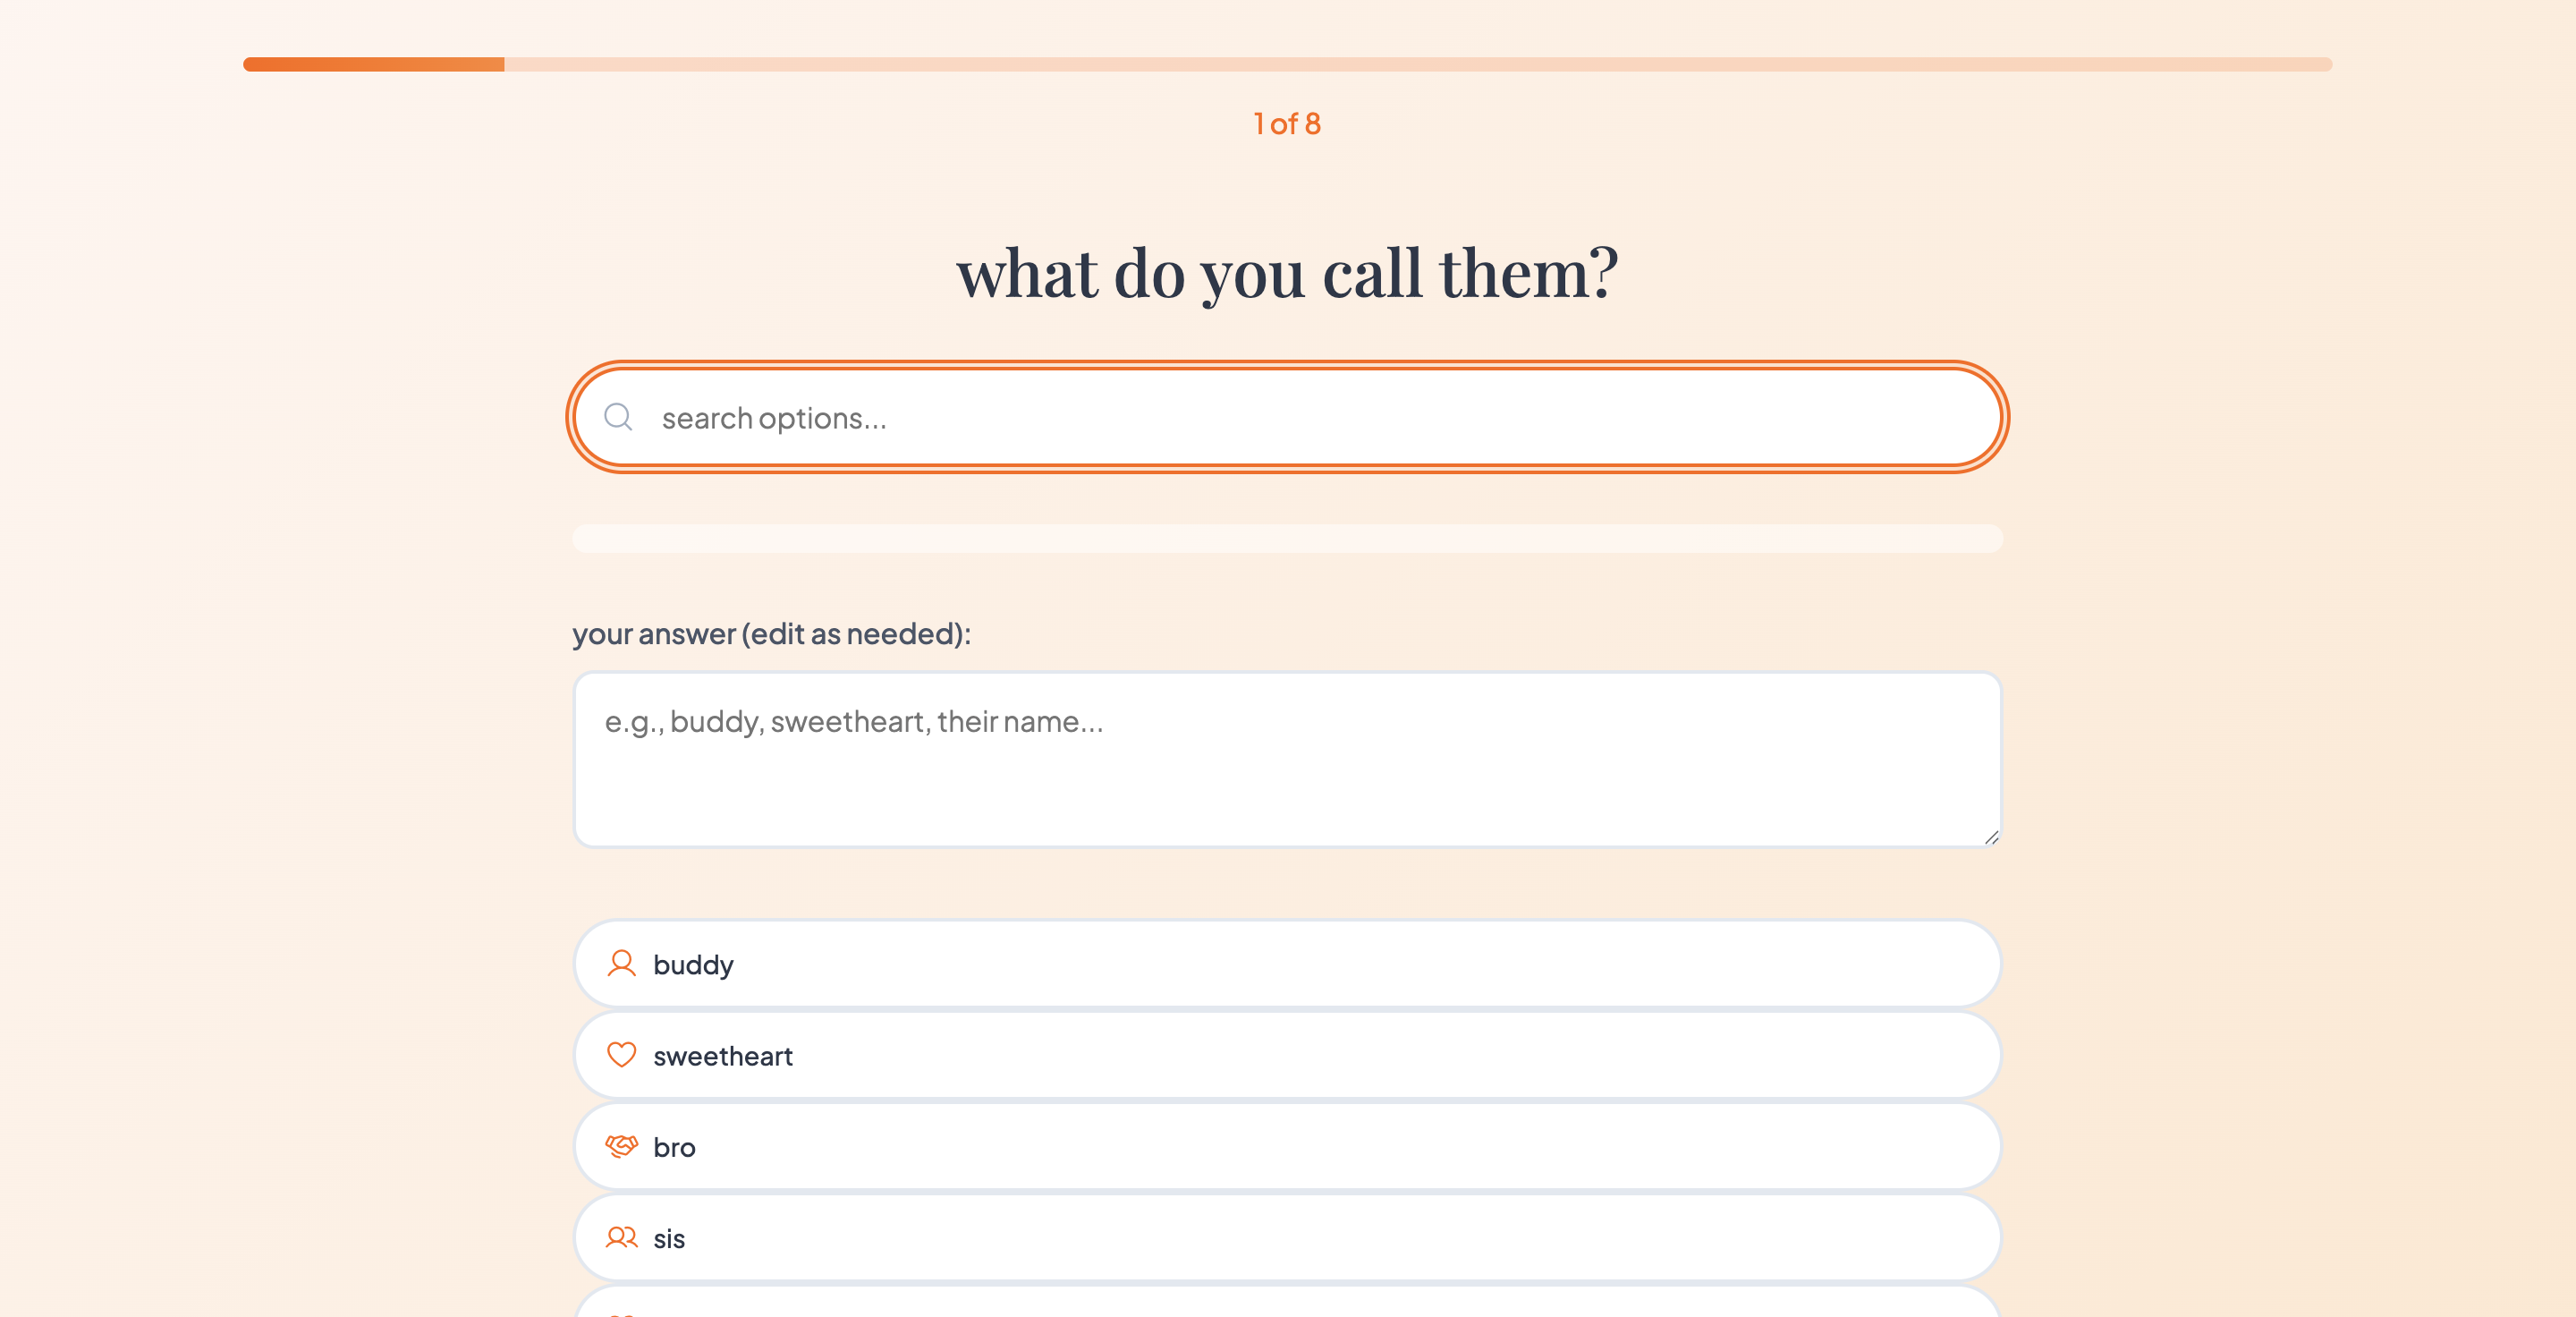 1 of 8
what do you call them?
search options...
your answer (edit as needed):
e.g., buddy, sweetheart, their name...
buddy
sweetheart
bro
sis